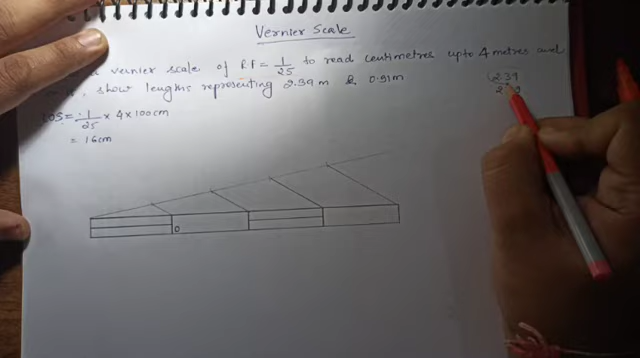 Vernier Scale
vernier scale of R.F = 1/25 to read centimetres upto 4 metres and
, show lengths representing 2.39 m & 0.91 m
LOS = 1/25 × 4 × 100 cm
= 16 cm
2.39
0